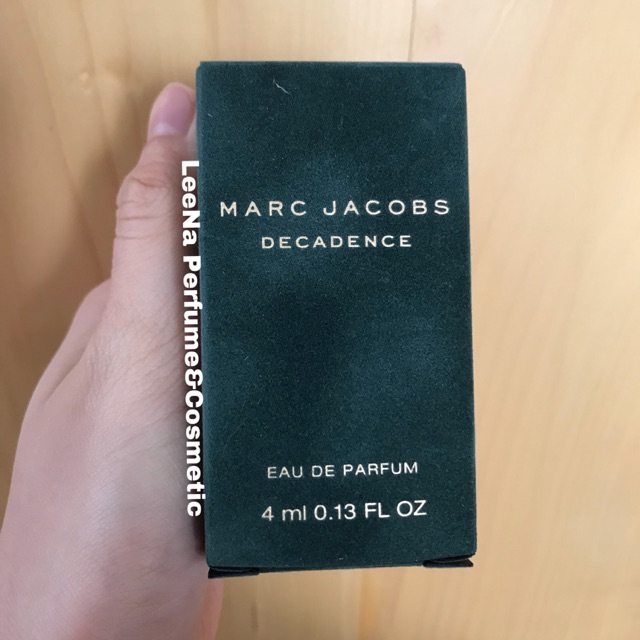 MARC JACOBS
DECADENCE
EAU DE PARFUM
4 ml 0.13 FL OZ
LeeNa Perfume&Cosmetic